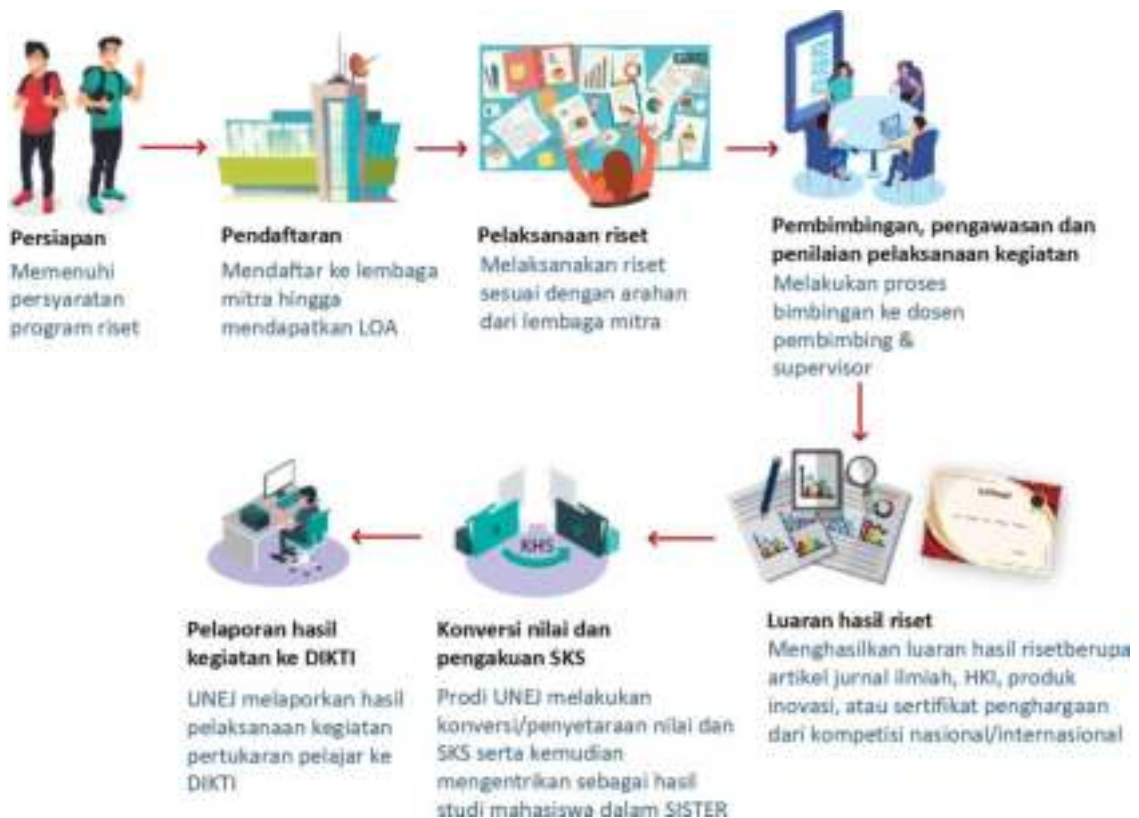 Persiapan
Memenuhi
persyaratan
program riset
Pendaftaran
Mendaftar ke lembaga
mitra hingga
mendapatkan LOA
Pelaksanaan riset
Melaksanakan riset
sesuai dengan arahan
dari lembaga mitra
Pembimbingan, pengawasan dan
penilaian pelaksanaan kegiatan
Melakukan proses
bimbingan ke dosen
pembimbing &
supervisor
Luaran hasil riset
Menghasilkan luaran hasil risetberupa
artikel jurnal ilmiah, HKI, produk
inovasi, atau sertifikat penghargaan
dari kompetisi nasional/internasional
KHS
Konversi nilai dan
pengakuan SKS
Prodi UNEJ melakukan
konversi/penyetaraan nilai dan
SKS serta kemudian
mengentrikan sebagai hasil
studi mahasiswa dalam SISTER
Pelaporan hasil
kegiatan ke DIKTI
UNEJ melaporkan hasil
pelaksanaan kegiatan
pertukaran pelajar ke
DIKTI